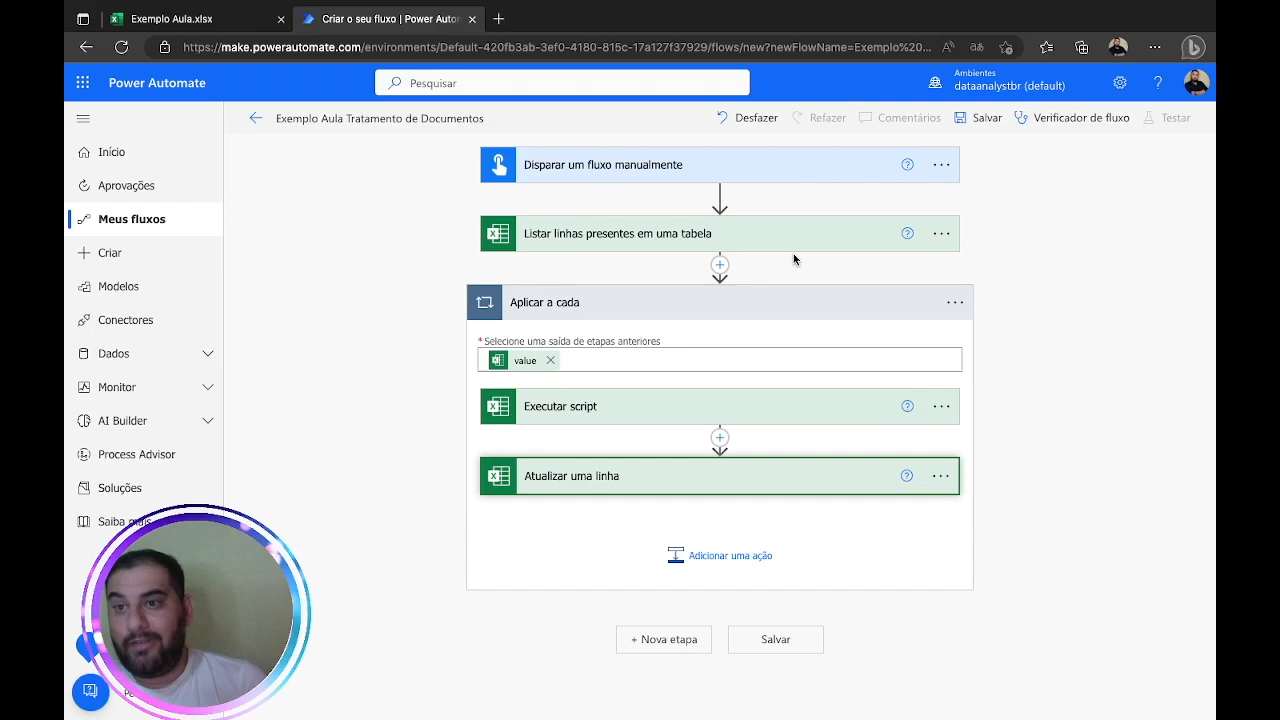 Exemplo Aula.xlsx
Criar o seu fluxo | Power Autor
https://make.powerautomate.com/environments/Default-420fb3ab-3ef0-4180-815c-17a127f37929/flows/new?newFlowName=Exemplo%20...
Power Automate
Pesquisar
Ambientes
dataanalystbr (default)
Exemplo Aula Tratamento de Documentos
Desfazer
Refazer
Comentários
Salvar
Verificador de fluxo
Testar
Início
Aprovações
Meus fluxos
Criar
Modelos
Conectores
Dados
Monitor
AI Builder
Process Advisor
Soluções
Saiba mais
Disparar um fluxo manualmente
Listar linhas presentes em uma tabela
Aplicar a cada
* Selecione uma saída de etapas anteriores
value
Executar script
Atualizar uma linha
Adicionar uma ação
+ Nova etapa
Salvar